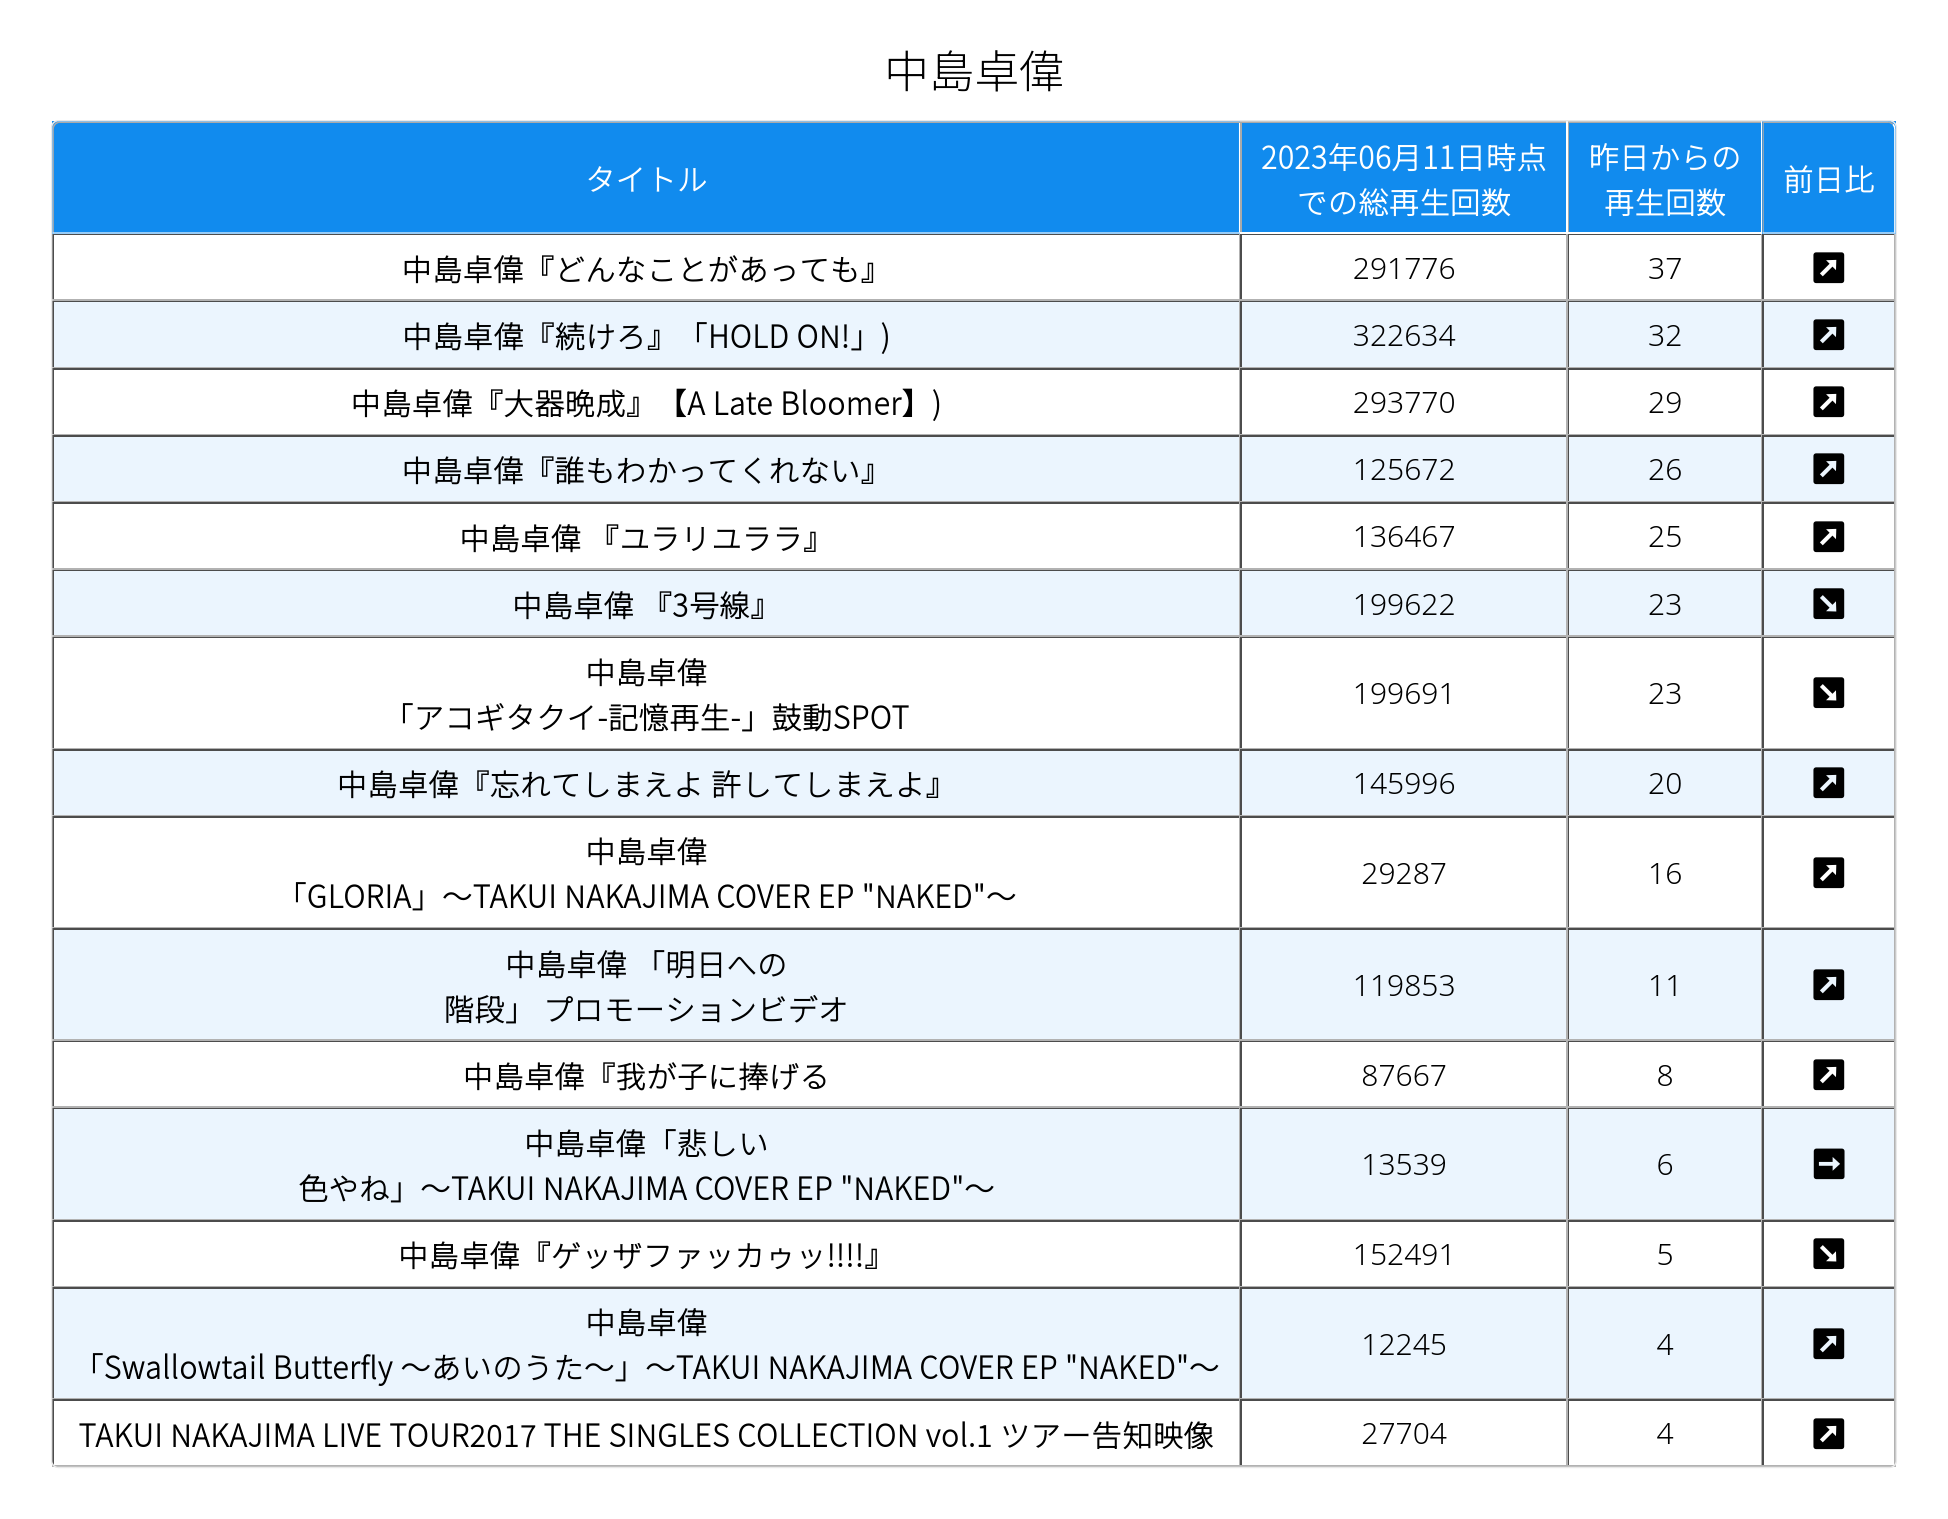 中島卓偉
タイトル
2023年06月11日時点
での総再生回数
昨日からの
再生回数
前日比
中島卓偉『どんなことがあっても』 291776 37
中島卓偉『続けろ』「HOLD ON!」) 322634 32
中島卓偉『大器晩成』【A Late Bloomer】) 293770 29
中島卓偉『誰もわかってくれない』 125672 26
中島卓偉 『ユラリユララ』 136467 25
中島卓偉 『3号線』 199622 23
中島卓偉
「アコギタクイ-記憶再生-」鼓動SPOT 199691 23
中島卓偉『忘れてしまえよ 許してしまえよ』 145996 20
中島卓偉
「GLORIA」〜TAKUI NAKAJIMA COVER EP "NAKED"〜 29287 16
中島卓偉 「明日への
階段」 プロモーションビデオ 119853 11
中島卓偉『我が子に捧げる 87667 8
中島卓偉「悲しい
色やね」〜TAKUI NAKAJIMA COVER EP "NAKED"〜 13539 6
中島卓偉『ゲッザファッカゥッ!!!!』 152491 5
中島卓偉
「Swallowtail Butterfly 〜あいのうた〜」〜TAKUI NAKAJIMA COVER EP "NAKED"〜 12245 4
TAKUI NAKAJIMA LIVE TOUR2017 THE SINGLES COLLECTION vol.1 ツアー告知映像 27704 4